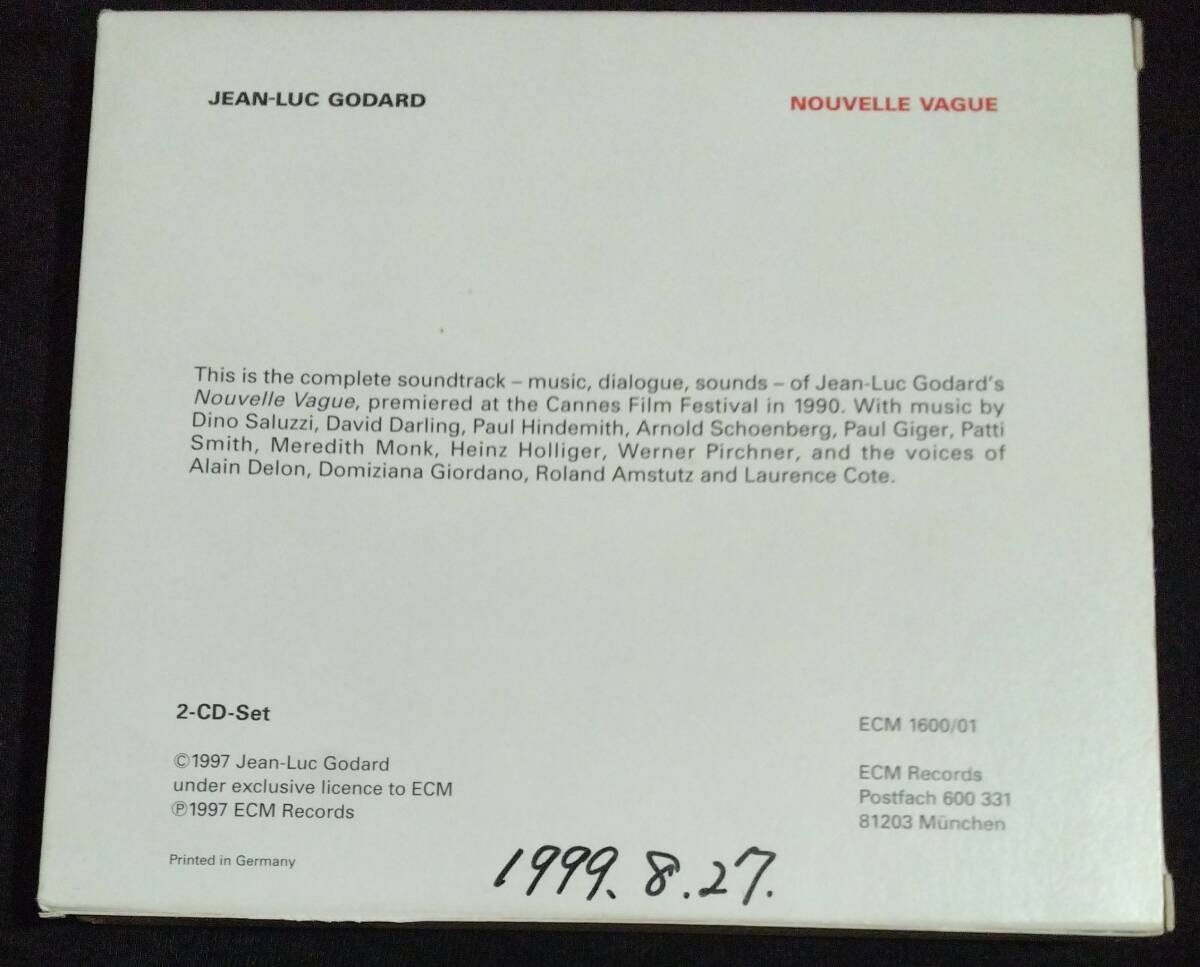 JEAN-LUC GODARD
NOUVELLE VAGUE
This is the complete soundtrack – music, dialogue, sounds – of Jean-Luc Godard's
Nouvelle Vague, premiered at the Cannes Film Festival in 1990. With music by
Dino Saluzzi, David Darling, Paul Hindemith, Arnold Schoenberg, Paul Giger, Patti
Smith, Meredith Monk, Heinz Holliger, Werner Pirchner, and the voices of
Alain Delon, Domiziana Giordano, Roland Amstutz and Laurence Cote.
2-CD-Set
©1997 Jean-Luc Godard
under exclusive licence to ECM
℗1997 ECM Records
Printed in Germany
ECM 1600/01
ECM Records
Postfach 600 331
81203 München
1999. 8.27.